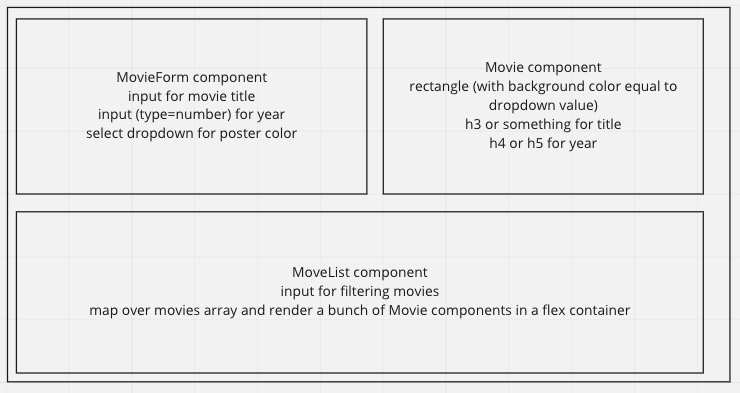 MovieForm component
input for movie title
input (type=number) for year
select dropdown for poster color
Movie component
rectangle (with background color equal to
dropdown value)
h3 or something for title
h4 or h5 for year
MoveList component
input for filtering movies
map over movies array and render a bunch of Movie components in a flex container